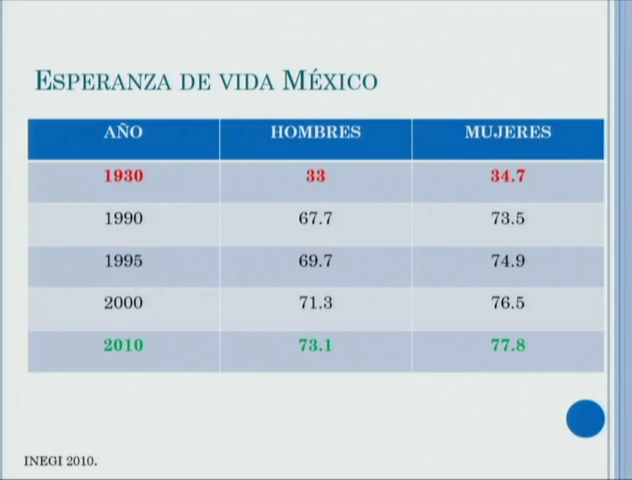 ESPERANZA DE VIDA MÉXICO
AÑO HOMBRES MUJERES
1930 33 34.7
1990 67.7 73.5
1995 69.7 74.9
2000 71.3 76.5
2010 73.1 77.8
INEGI 2010.